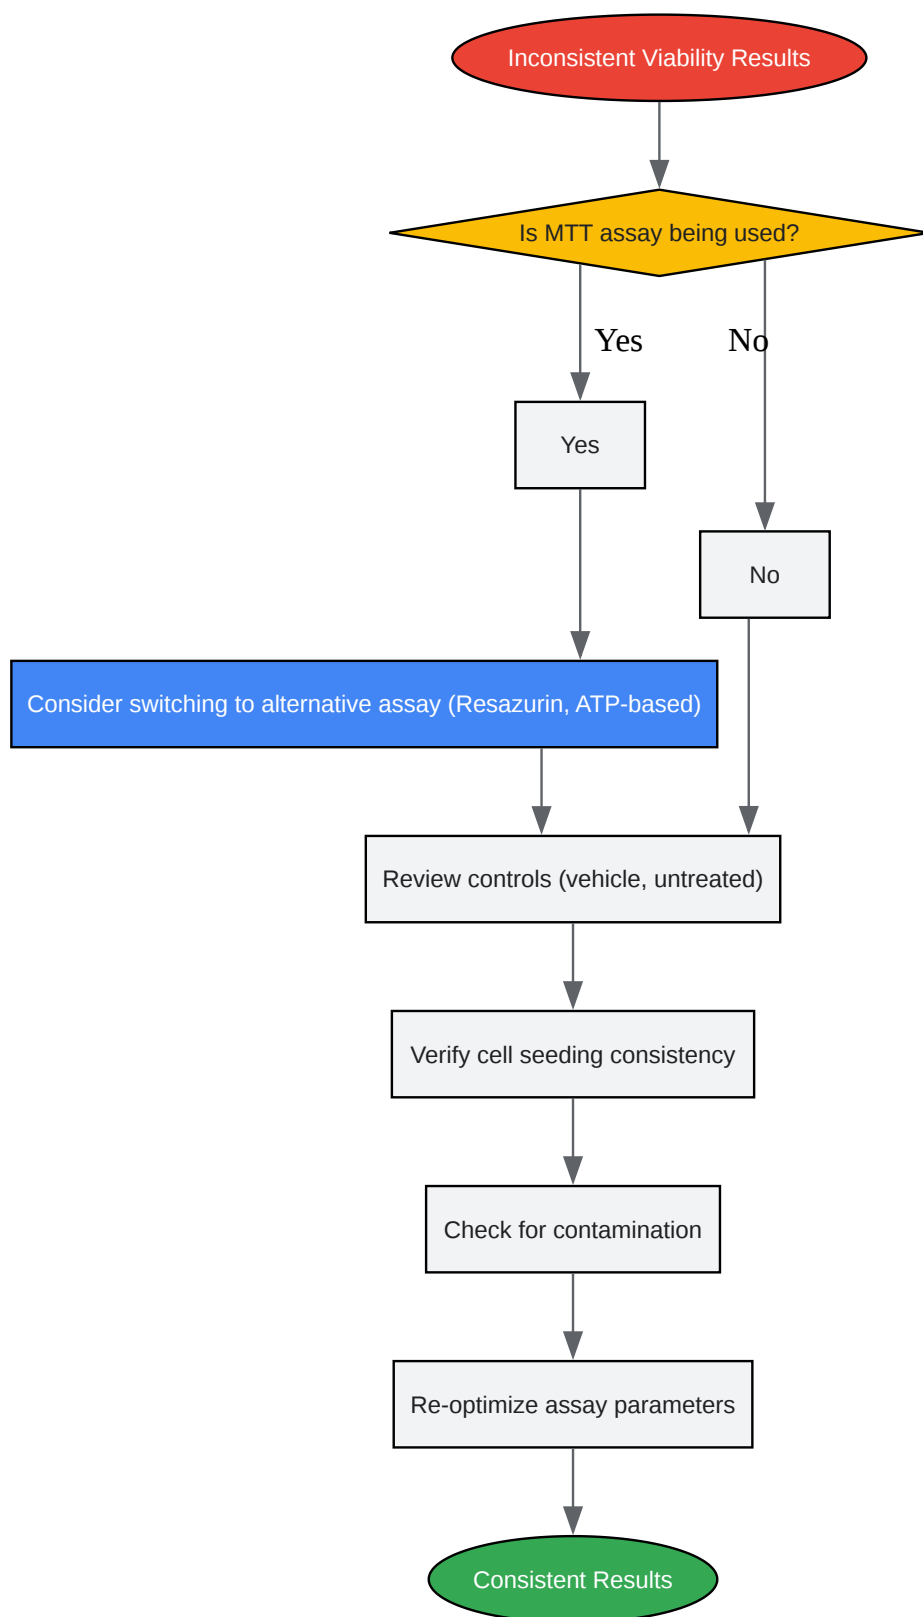 Inconsistent Viability Results
Is MTT assay being used?
Yes
No
Yes
No
Consider switching to alternative assay (Resazurin, ATP-based)
Review controls (vehicle, untreated)
Verify cell seeding consistency
Check for contamination
Re-optimize assay parameters
Consistent Results